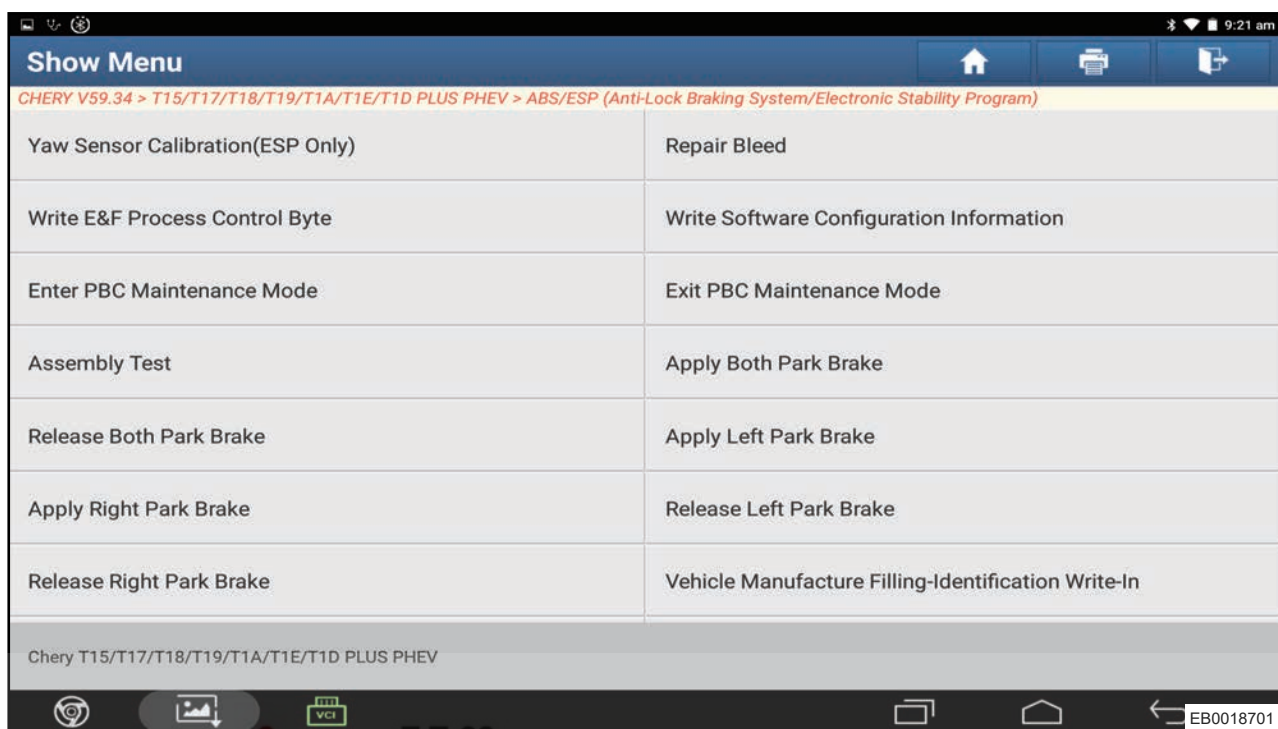 9:21 am
Show Menu
CHERY V59.34 > T15/T17/T18/T19/T1A/T1E/T1D PLUS PHEV > ABS/ESP (Anti-Lock Braking System/Electronic Stability Program)
Yaw Sensor Calibration(ESP Only)
Repair Bleed
Write E&F Process Control Byte
Write Software Configuration Information
Enter PBC Maintenance Mode
Exit PBC Maintenance Mode
Assembly Test
Apply Both Park Brake
Release Both Park Brake
Apply Left Park Brake
Apply Right Park Brake
Release Left Park Brake
Release Right Park Brake
Vehicle Manufacture Filling-Identification Write-In
Chery T15/T17/T18/T19/T1A/T1E/T1D PLUS PHEV
VCI
EB0018701